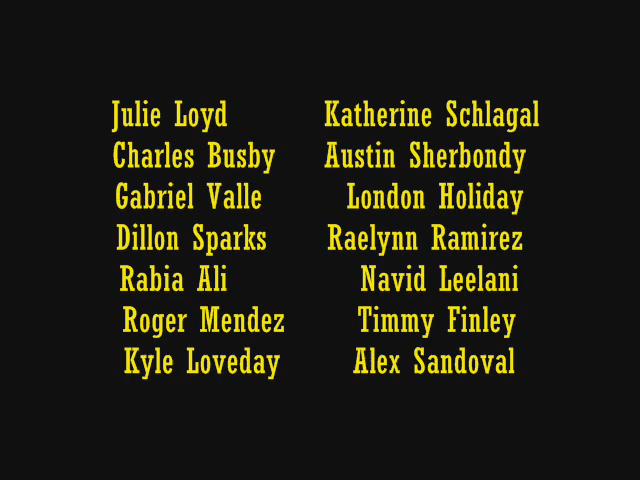 Julie Loyd
Charles Busby
Gabriel Valle
Dillon Sparks
Rabia Ali
Roger Mendez
Kyle Loveday
Katherine Schlagal
Austin Sherbondy
London Holiday
Raelynn Ramirez
Navid Leelani
Timmy Finley
Alex Sandoval